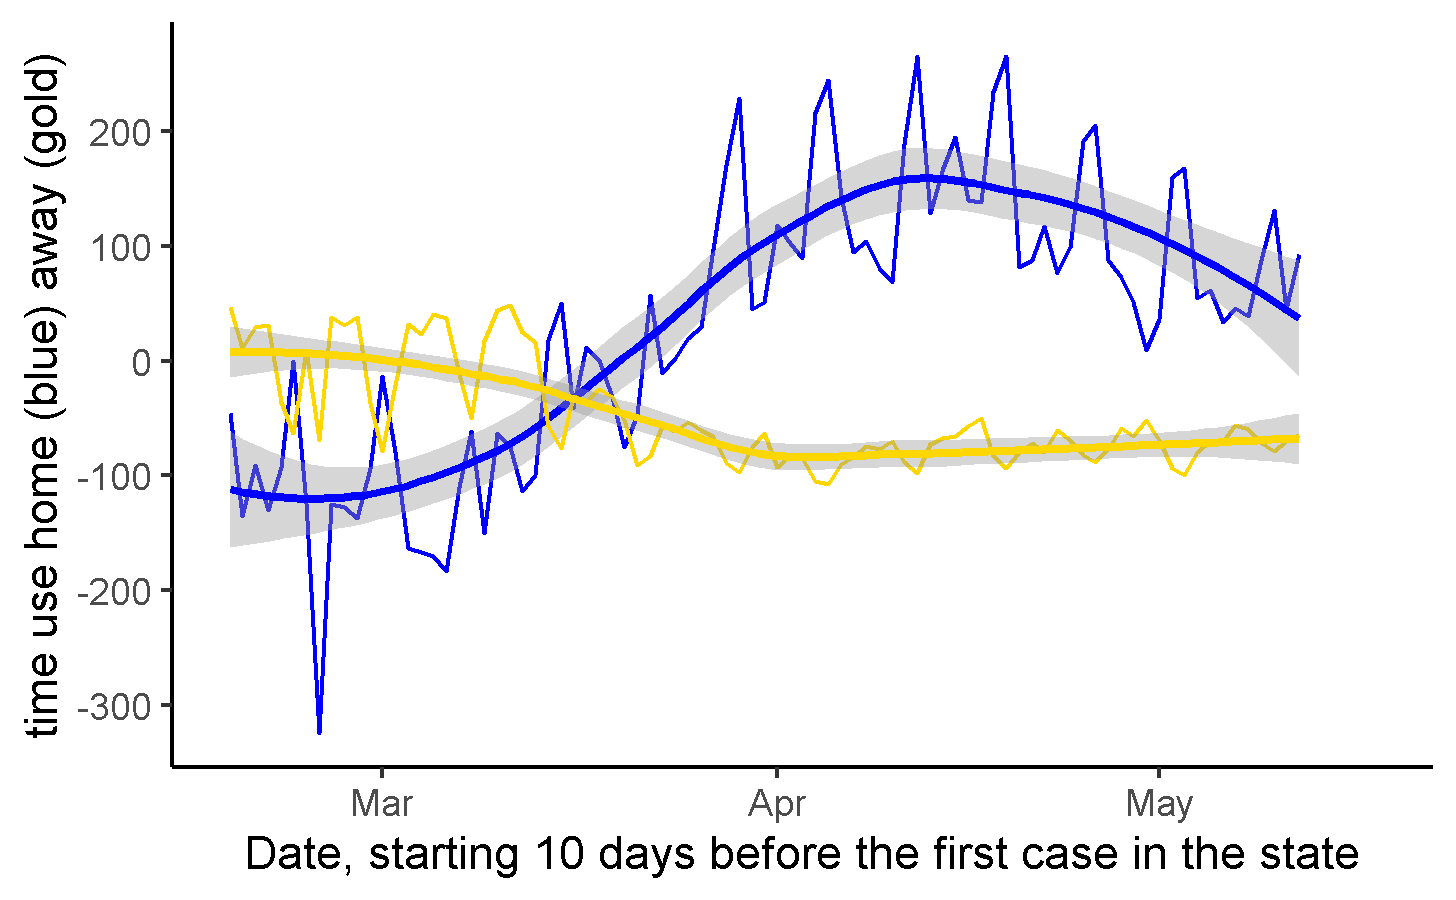 time use home (blue) away (gold)
200
100
0
-100
-200
-300
Mar Apr May
Date, starting 10 days before the first case in the state